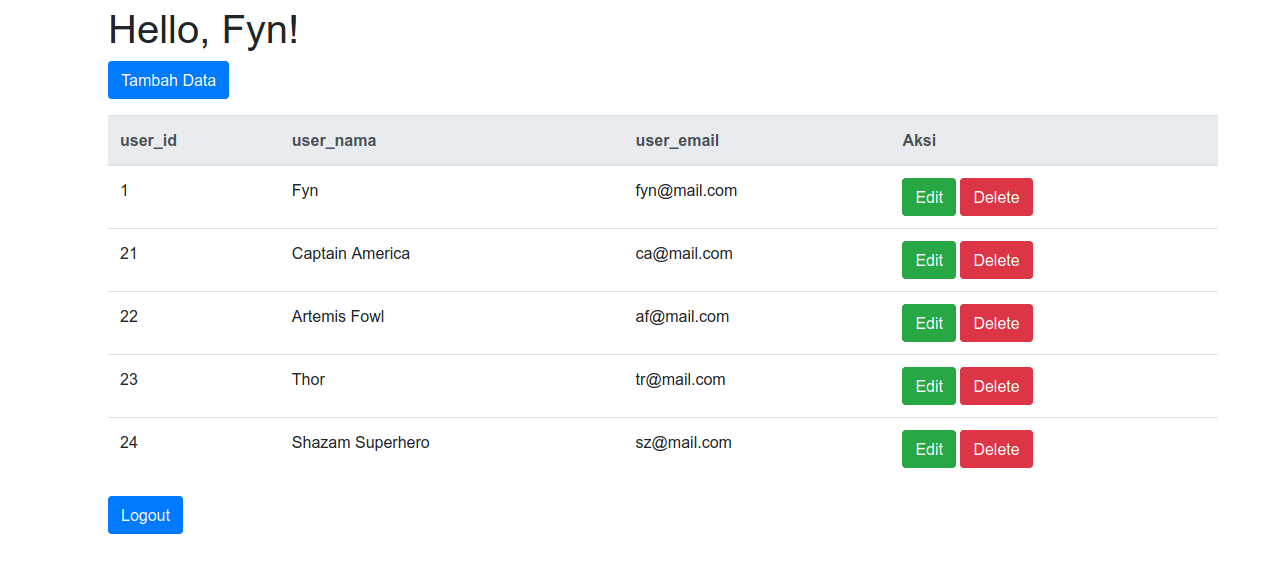 Hello, Fyn!
Tambah Data
user_id user_nama user_email Aksi
1 Fyn fyn@mail.com Edit Delete
21 Captain America ca@mail.com Edit Delete
22 Artemis Fowl af@mail.com Edit Delete
23 Thor tr@mail.com Edit Delete
24 Shazam Superhero sz@mail.com Edit Delete
Logout